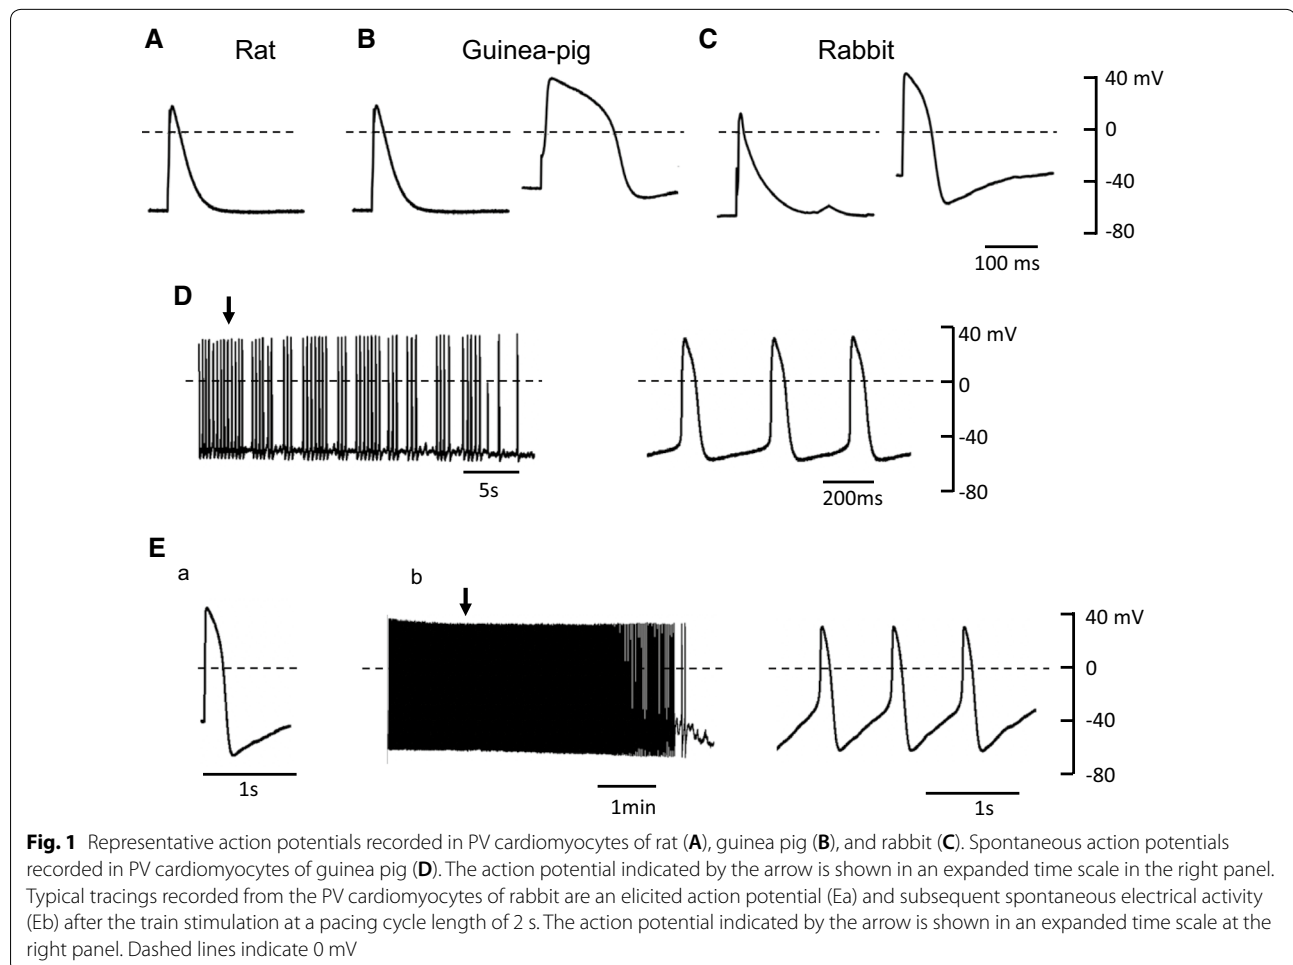 A
Rat
B
Guinea-pig
C
Rabbit
40 mV
0
-40
-80
100 ms
D
5s
40 mV
0
-40
-80
200ms
E
a
b
1s
1min
40 mV
0
-40
-80
1s
Fig. 1 Representative action potentials recorded in PV cardiomyocytes of rat (A), guinea pig (B), and rabbit (C). Spontaneous action potentials
recorded in PV cardiomyocytes of guinea pig (D). The action potential indicated by the arrow is shown in an expanded time scale in the right panel.
Typical tracings recorded from the PV cardiomyocytes of rabbit are an elicited action potential (Ea) and subsequent spontaneous electrical activity
(Eb) after the train stimulation at a pacing cycle length of 2 s. The action potential indicated by the arrow is shown in an expanded time scale at the
right panel. Dashed lines indicate 0 mV